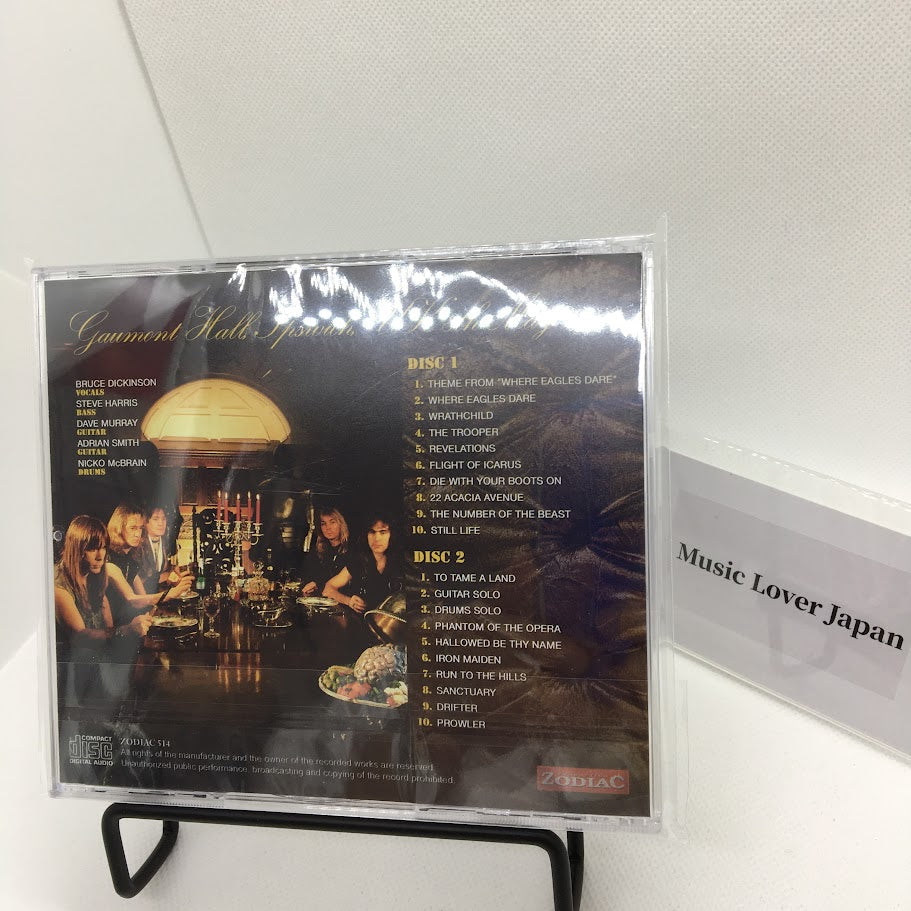 Gaumont Hall, Ipswich, U.K.
BRUCE DICKINSON
VOCALS
STEVE HARRIS
BASS
DAVE MURRAY
GUITAR
ADRIAN SMITH
GUITAR
NICKO McBRAIN
DRUMS
DISC 1
1. THEME FROM "WHERE EAGLES DARE"
2. WHERE EAGLES DARE
3. WRATHCHILD
4. THE TROOPER
5. REVELATIONS
6. FLIGHT OF ICARUS
7. DIE WITH YOUR BOOTS ON
8. 22 ACACIA AVENUE
9. THE NUMBER OF THE BEAST
10. STILL LIFE
DISC 2
1. TO TAME A LAND
2. GUITAR SOLO
3. DRUMS SOLO
4. PHANTOM OF THE OPERA
5. HALLOWED BE THY NAME
6. IRON MAIDEN
7. RUN TO THE HILLS
8. SANCTUARY
9. DRIFTER
10. PROWLER
COMPACT
disc
DIGITAL AUDIO
ZODIAC 514
All rights of the manufacturer and the owner of the recorded works are reserved.
Unauthorized public performance. broadcasting and copying of the record prohibited.
ZODIAC
Music Lover Japan